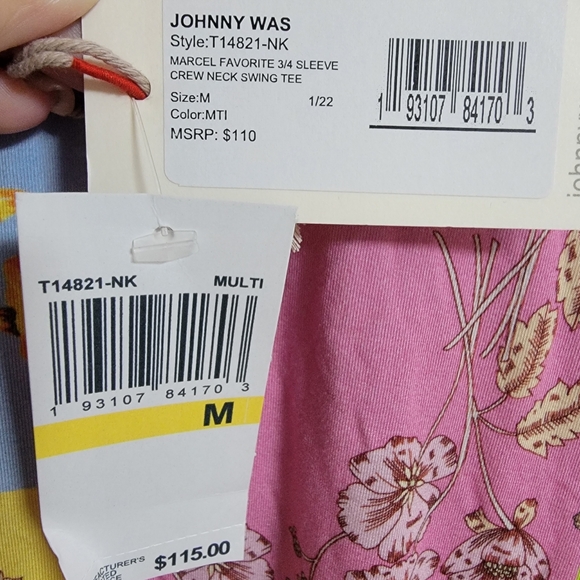 JOHNNY WAS
Style:T14821-NK
MARCEL FAVORITE 3/4 SLEEVE
CREW NECK SWING TEE
Size:M 1/22
Color:MTI
MSRP: $110
1 93107 84170 3
johnny
T14821-NK MULTI
1 93107 84170 3
M
$115.00